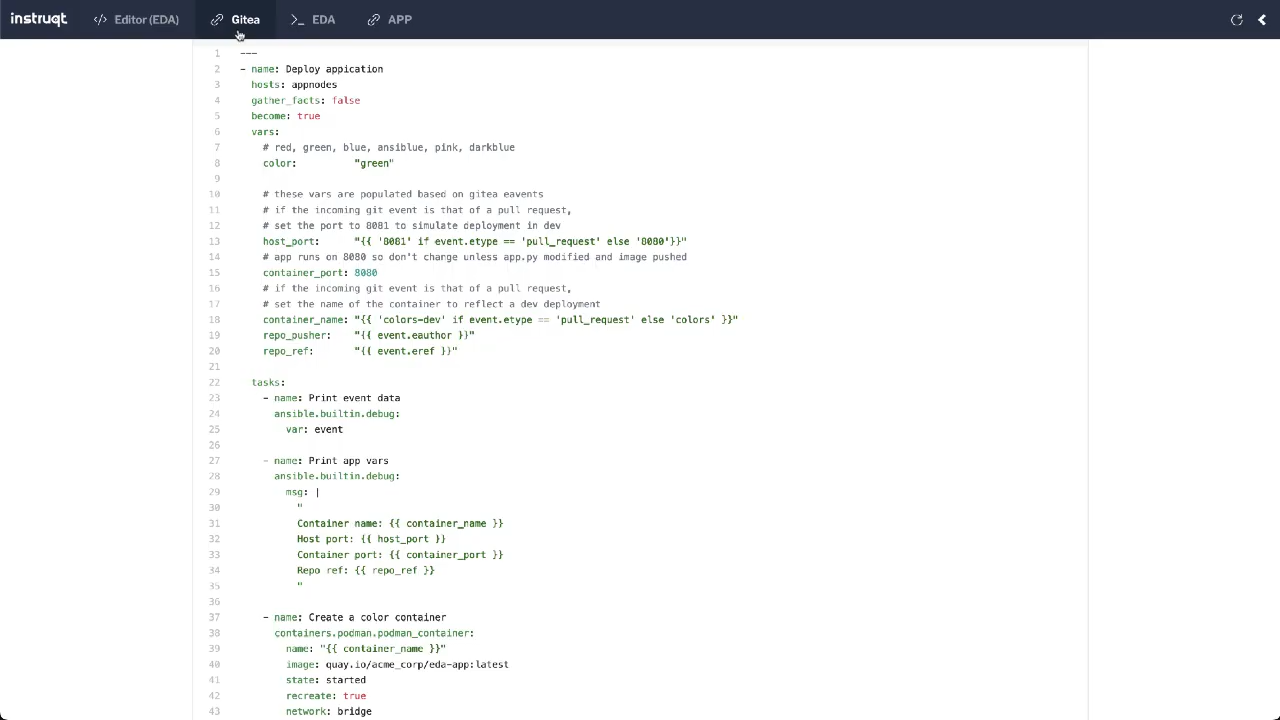 instruqt </> Editor (EDA) Gitea >_ EDA APP
1 ---
2 - name: Deploy appication
3 hosts: appnodes
4 gather_facts: false
5 become: true
6 vars:
7 # red, green, blue, ansiblue, pink, darkblue
8 color: "green"
9
10 # these vars are populated based on gitea eavents
11 # if the incoming git event is that of a pull request,
12 # set the port to 8081 to simulate deployment in dev
13 host_port: "{{ '8081' if event.etype == 'pull_request' else '8080'}}"
14 # app runs on 8080 so don't change unless app.py modified and image pushed
15 container_port: 8080
16 # if the incoming git event is that of a pull request,
17 # set the name of the container to reflect a dev deployment
18 container_name: "{{ 'colors-dev' if event.etype == 'pull_request' else 'colors' }}"
19 repo_pusher: "{{ event.eauthor }}"
20 repo_ref: "{{ event.eref }}"
21
22 tasks:
23 - name: Print event data
24 ansible.builtin.debug:
25 var: event
26
27 - name: Print app vars
28 ansible.builtin.debug:
29 msg: |
30 "
31 Container name: {{ container_name }}
32 Host port: {{ host_port }}
33 Container port: {{ container_port }}
34 Repo ref: {{ repo_ref }}
35 "
36
37 - name: Create a color container
38 containers.podman.podman_container:
39 name: "{{ container_name }}"
40 image: quay.io/acme_corp/eda-app:latest
41 state: started
42 recreate: true
43 network: bridge